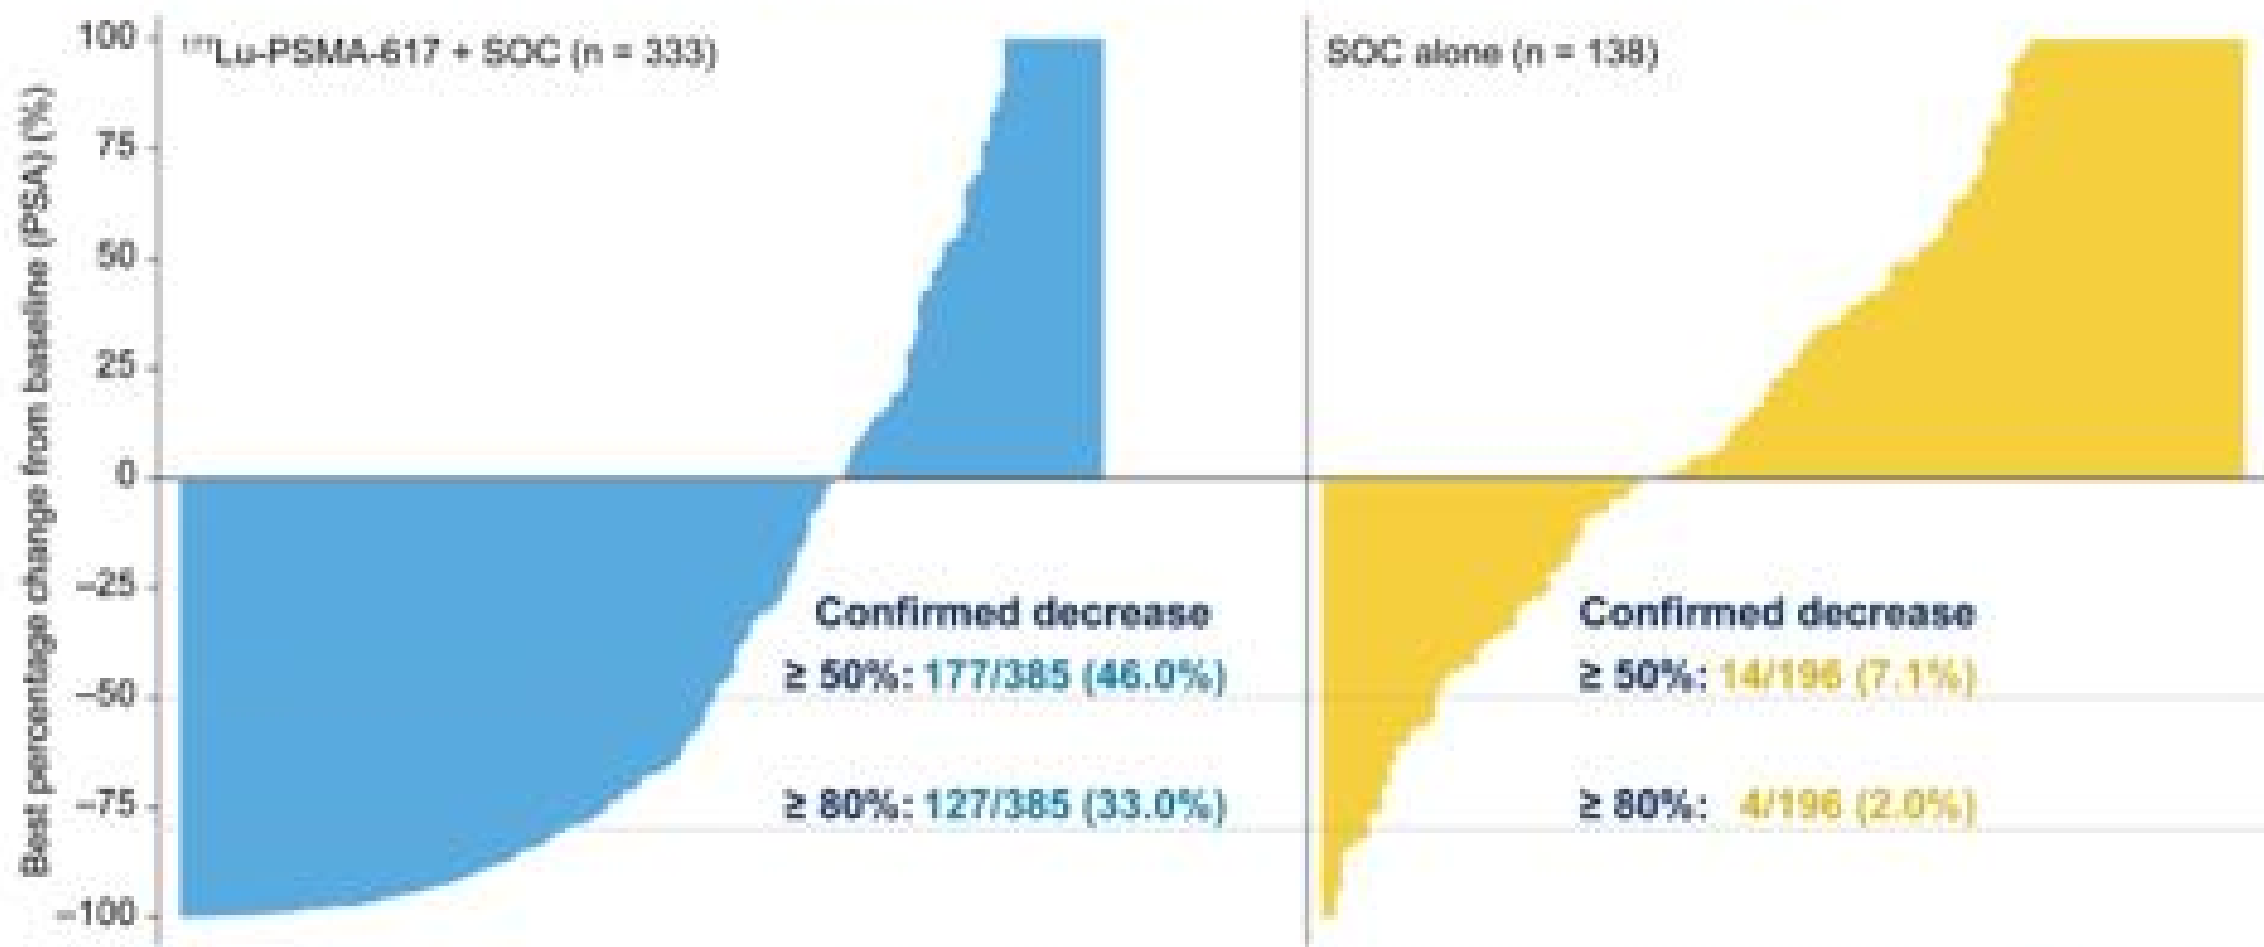 Best percentage change from baseline (PSA) (%)
100
75
50
25
0
–25
–50
–75
–100
¹⁷⁷Lu-PSMA-617 + SOC (n = 333)
Confirmed decrease
≥ 50%: 177/385 (46.0%)
≥ 80%: 127/385 (33.0%)
SOC alone (n = 138)
Confirmed decrease
≥ 50%: 14/196 (7.1%)
≥ 80%: 4/196 (2.0%)